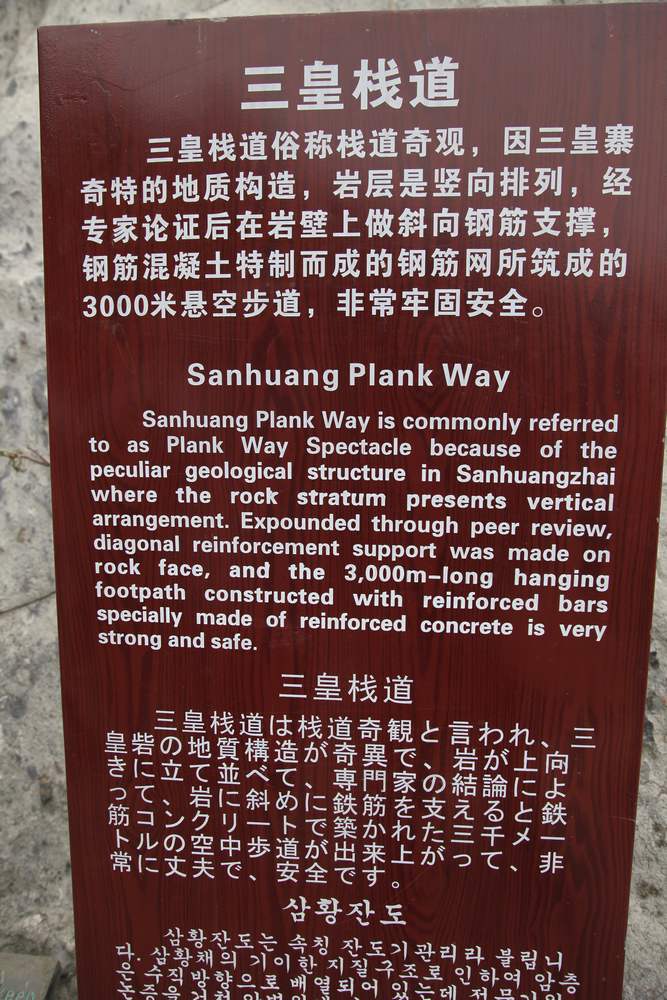 三皇栈道
三皇栈道俗称栈道奇观，因三皇寨
奇特的地质构造，岩层是竖向排列，经
专家论证后在岩壁上做斜向钢筋支撑，
钢筋混凝土特制而成的钢筋网所筑成的
3000米悬空步道，非常牢固安全。
Sanhuang Plank Way
Sanhuang Plank Way is commonly referred
to as Plank Way Spectacle because of the
peculiar geological structure in Sanhuangzhai
where the rock stratum presents vertical
arrangement. Expounded through peer review,
diagonal reinforcement support was made on
rock face, and the 3,000m-long hanging
footpath constructed with reinforced bars
specially made of reinforced concrete is very
strong and safe.
三皇栈道
三皇栈道は栈道奇観と言われ、三
皇砦の地質構造が奇異で、岩が上向
きに立て並べて、専門家の結論によ
って、岩に斜めに鉄筋を支えると鉄
筋コンクリートで築かれた三千メー
トルの空中歩道が出来上がって、非
常に丈夫で、安全です。
삼황잔도
삼황잔도는 속칭 잔도기관리라 불립니
다. 삼황채의 기이한 지질구조로 인하여 암층
은 수직방향으로 배열되어